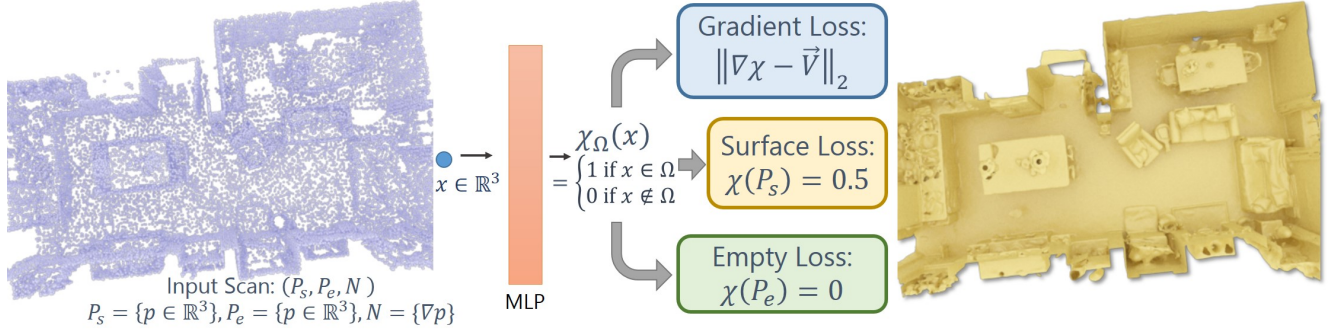 Input Scan: (P_s, P_e, N )
P_s = {p ∈ ℝ³}, P_e = {p ∈ ℝ³}, N = {∇p}
x ∈ ℝ³
MLP
χ_Ω(x)
= { 1 if x ∈ Ω
0 if x ∉ Ω
Gradient Loss:
‖∇χ − V⃗‖₂
Surface Loss:
χ(P_s) = 0.5
Empty Loss:
χ(P_e) = 0